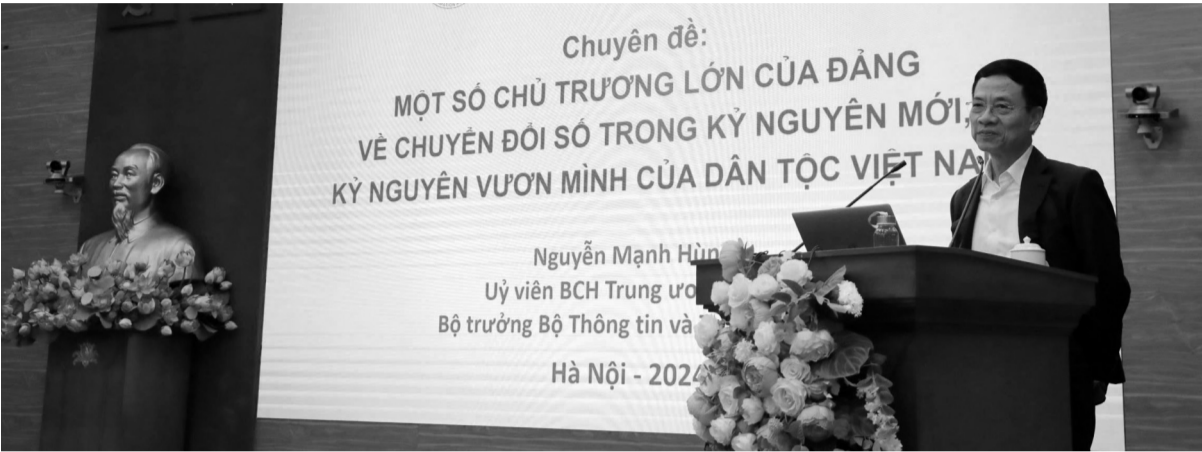 Chuyên đề:
MỘT SỐ CHỦ TRƯƠNG LỚN CỦA ĐẢNG
VỀ CHUYỂN ĐỔI SỐ TRONG KỶ NGUYÊN MỚI,
KỶ NGUYÊN VƯƠN MÌNH CỦA DÂN TỘC VIỆT NA
Nguyễn Mạnh Hùn
Uỷ viên BCH Trung ươ
Bộ trưởng Bộ Thông tin và
Hà Nội - 2024